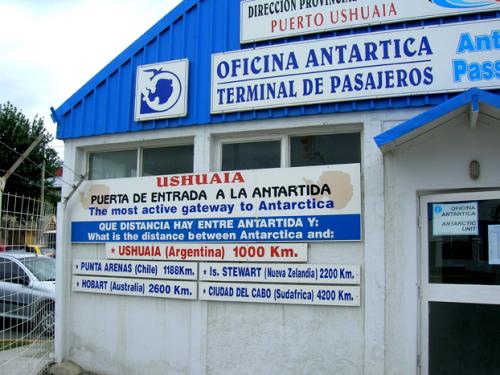 DIRECCIÓN PROVINCIAL
PUERTO USHUAIA
OFICINA ANTARTICA
TERMINAL DE PASAJEROS
USHUAIA
PUERTA DE ENTRADA A LA ANTARTIDA
The most active gateway to Antarctica
QUE DISTANCIA HAY ENTRE ANTARTIDA Y:
What is the distance between Antarctica and:
* USHUAIA (Argentina) 1000 Km.
* PUNTA ARENAS (Chile) 1188Km.
* Is. STEWART (Nueva Zelandia) 2200 Km.
* HOBART (Australia) 2600 Km.
* CIUDAD DEL CABO (Sudafrica) 4200 Km.
OFICINA
ANTARTICA
ANTARCTIC
UNIT